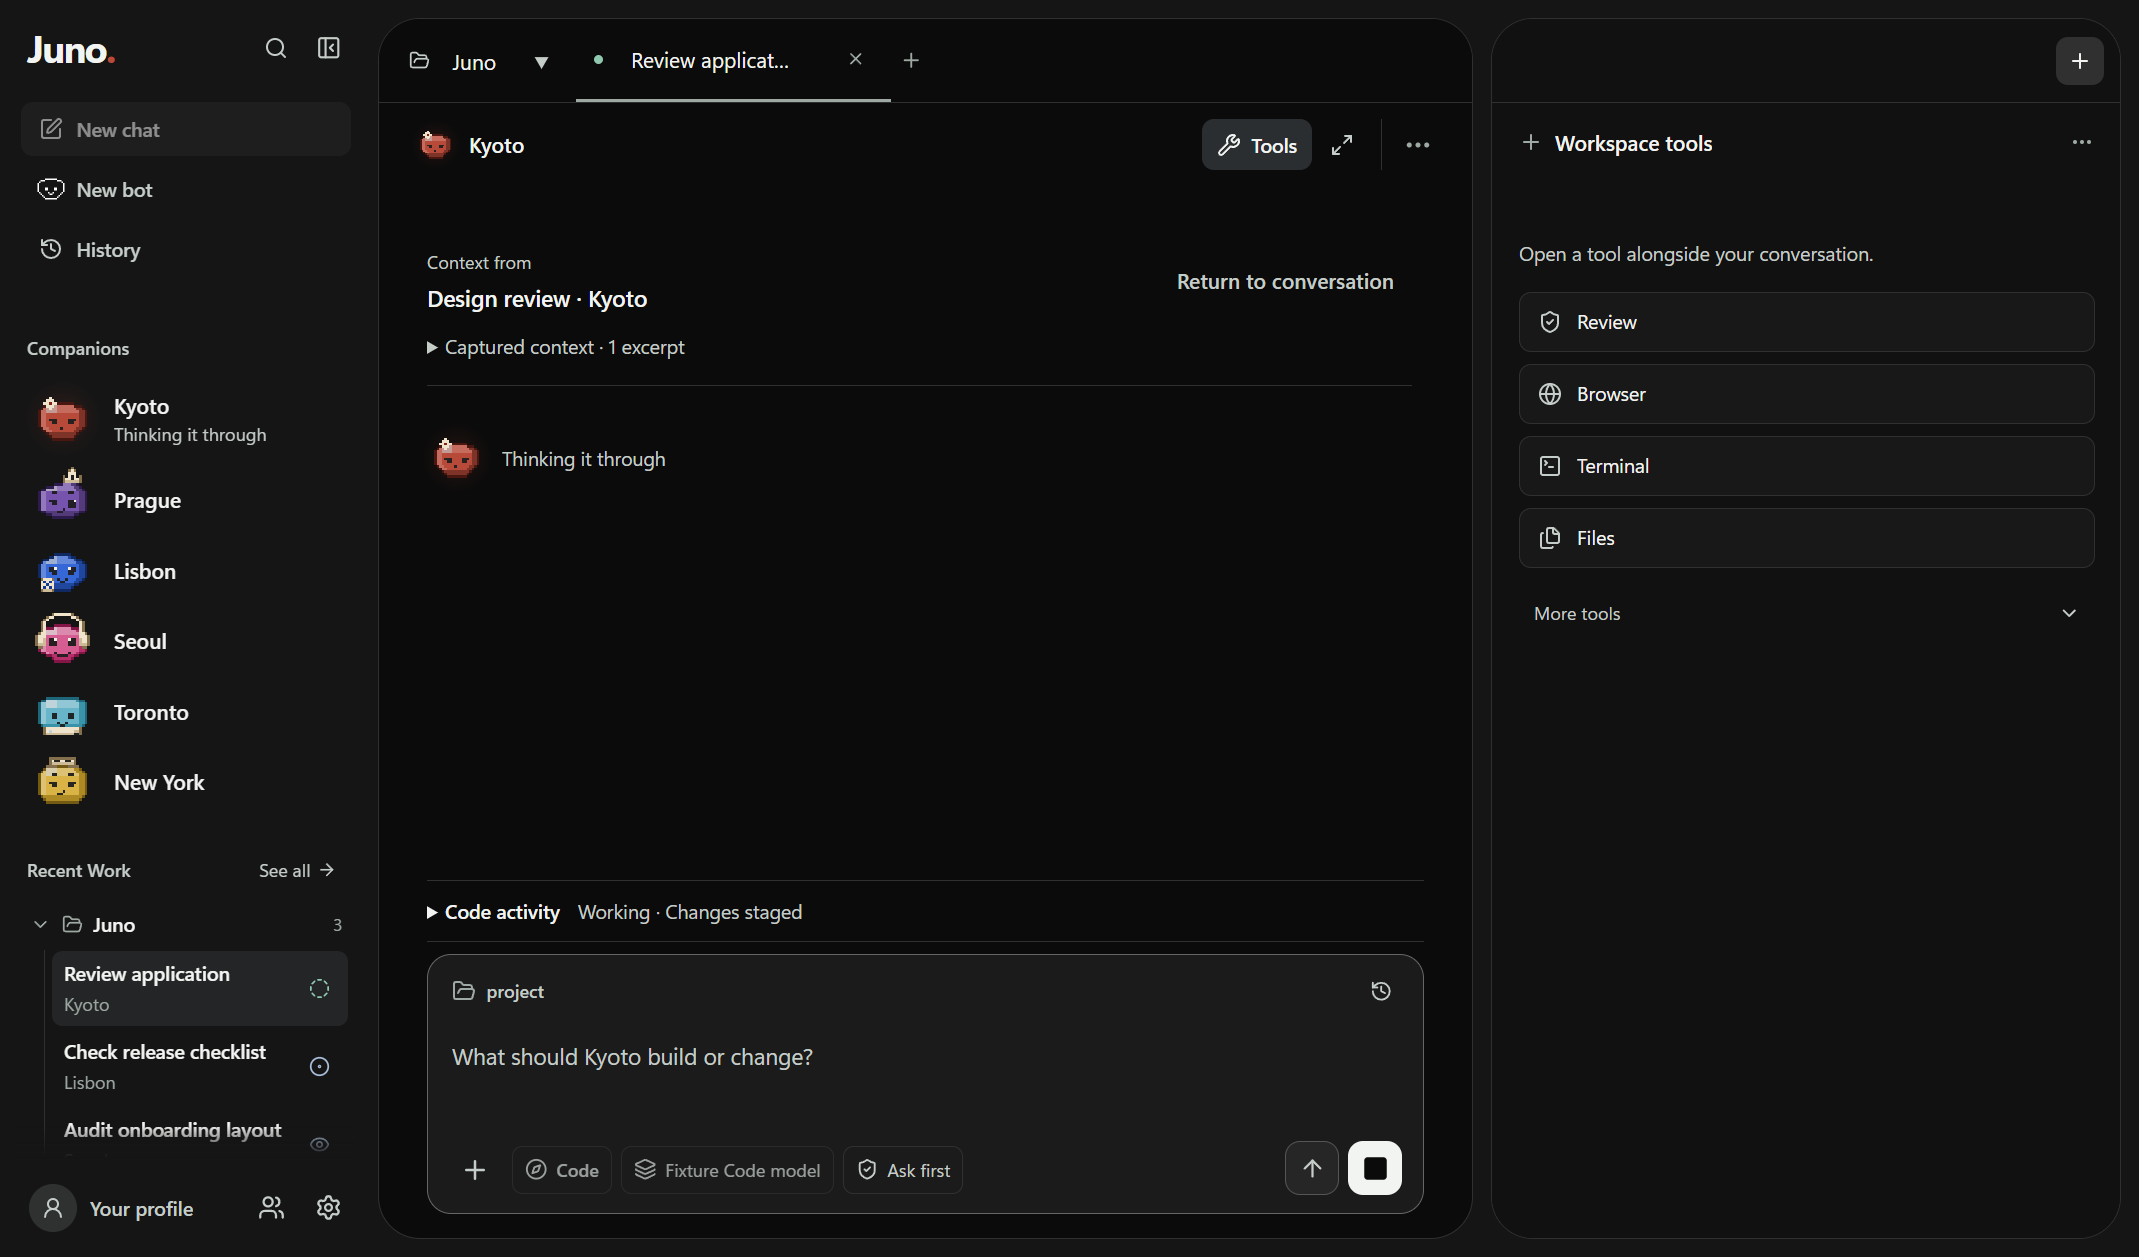 Juno.
New chat
New bot
History
Companions
Kyoto
Thinking it through
Prague
Lisbon
Seoul
Toronto
New York
Recent Work
See all →
Juno
3
Review application
Kyoto
Check release checklist
Lisbon
Audit onboarding layout
Your profile
Juno
Review applicat...
Kyoto
Tools
Context from
Design review · Kyoto
Return to conversation
Captured context · 1 excerpt
Thinking it through
Code activity Working · Changes staged
project
What should Kyoto build or change?
Code
Fixture Code model
Ask first
Workspace tools
Open a tool alongside your conversation.
Review
Browser
Terminal
Files
More tools